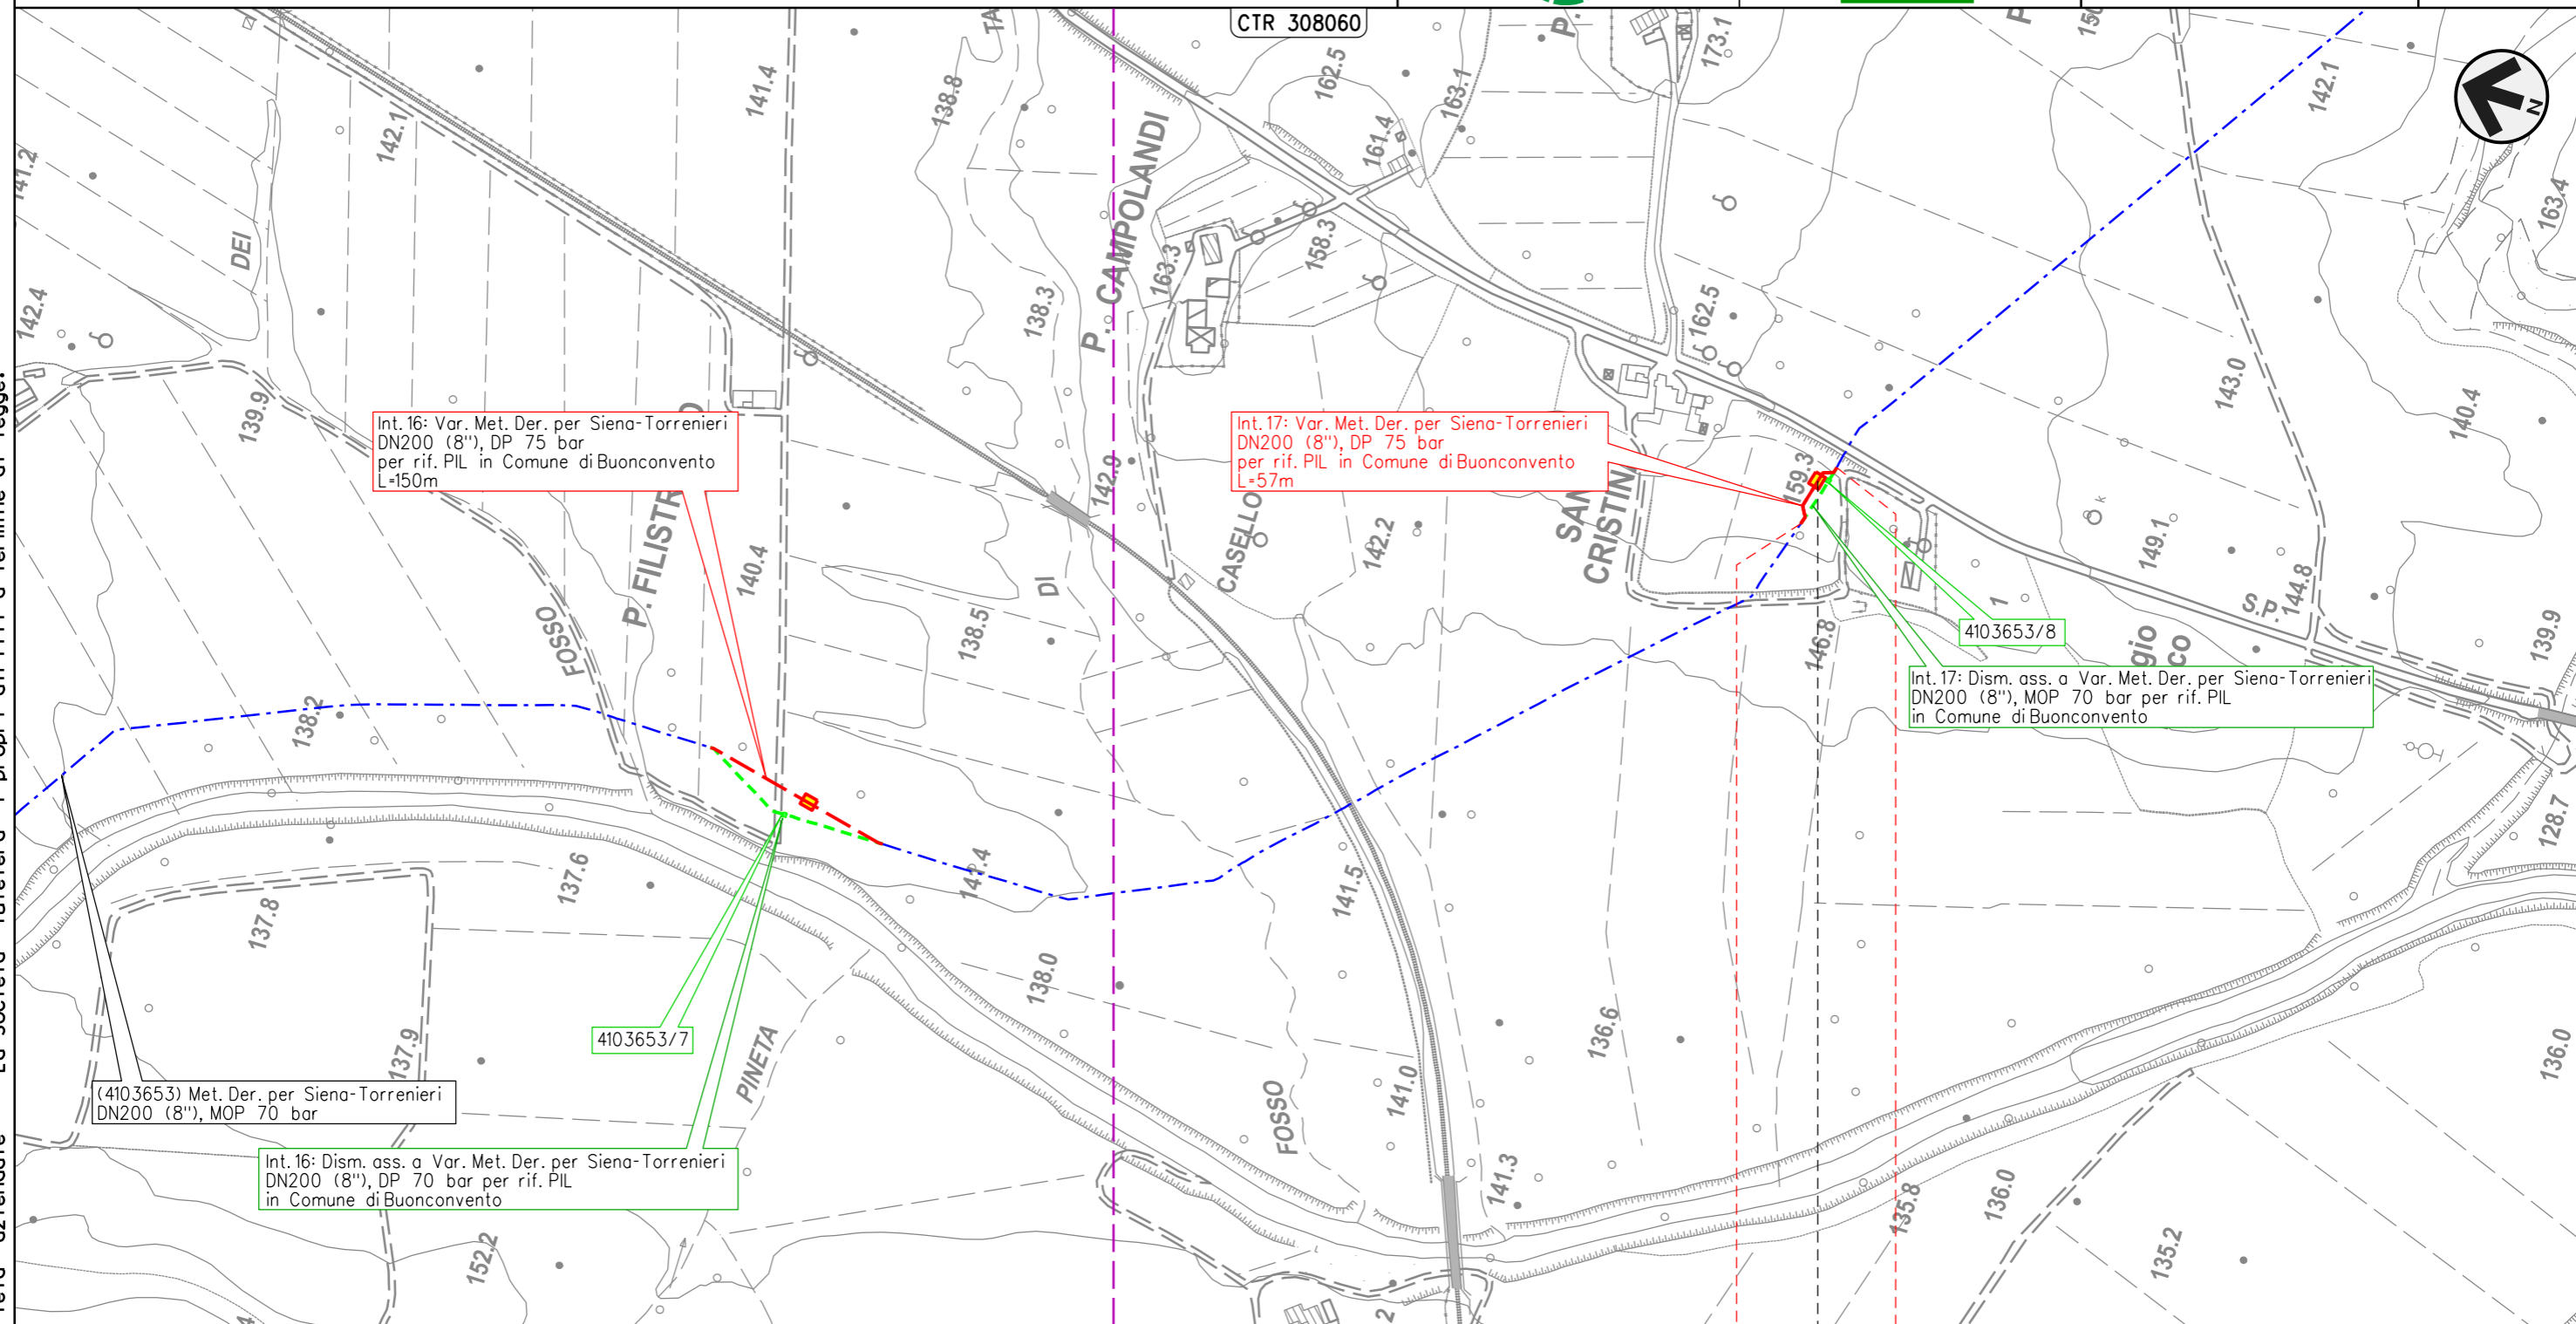 CTR 308060
N
Int. 16: Var. Met. Der. per Siena-Torrenieri
DN200 (8"), DP 75 bar
per rif. PIL in Comune di Buonconvento
L=150m
Int. 17: Var. Met. Der. per Siena-Torrenieri
DN200 (8"), DP 75 bar
per rif. PIL in Comune di Buonconvento
L=57m
4103653/8
Int. 17: Dism. ass. a Var. Met. Der. per Siena-Torrenieri
DN200 (8"), MOP 70 bar per rif. PIL
in Comune di Buonconvento
4103653/7
(4103653) Met. Der. per Siena-Torrenieri
DN200 (8"), MOP 70 bar
Int. 16: Dism. ass. a Var. Met. Der. per Siena-Torrenieri
DN200 (8"), DP 70 bar per rif. PIL
in Comune di Buonconvento
142.1
141.4
138.8
162.5
163.1
161.4
173.1
142.1
163.4
DEI
142.4
P. CAMPOLANDI
163.3
158.3
138.3
162.5
143.0
140.4
139.9
142.9
159.3
P.
140.4
CASELLO
142.2
SAN
CRISTIN
149.1
144.8
S.P.
139.9
FOSSO
DI
138.5
146.8
1
gio
co
138.2
128.7
137.6
137.8
141.4
141.5
138.0
136.6
137.9
PINETA
FOSSO
141.0
136.0
141.3
135.8
136.0
135.2
152.2
2